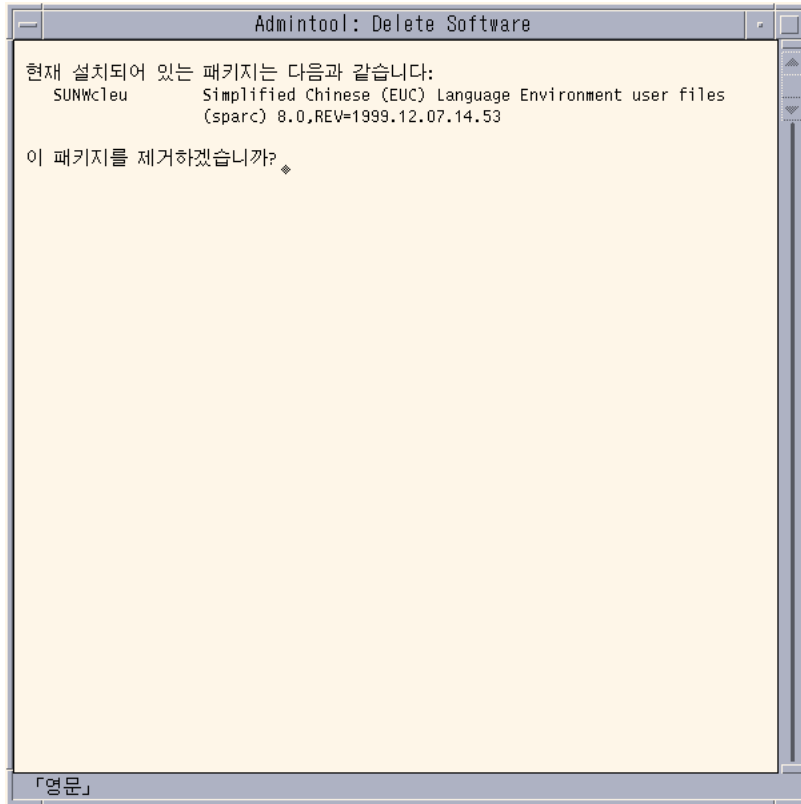 Admintool: Delete Software
현재 설치되어 있는 패키지는 다음과 같습니다:
SUNWcleu Simplified Chinese (EUC) Language Environment user files
(sparc) 8.0,REV=1999.12.07.14.53
이 패키지를 제거하겠습니까?
「영문」